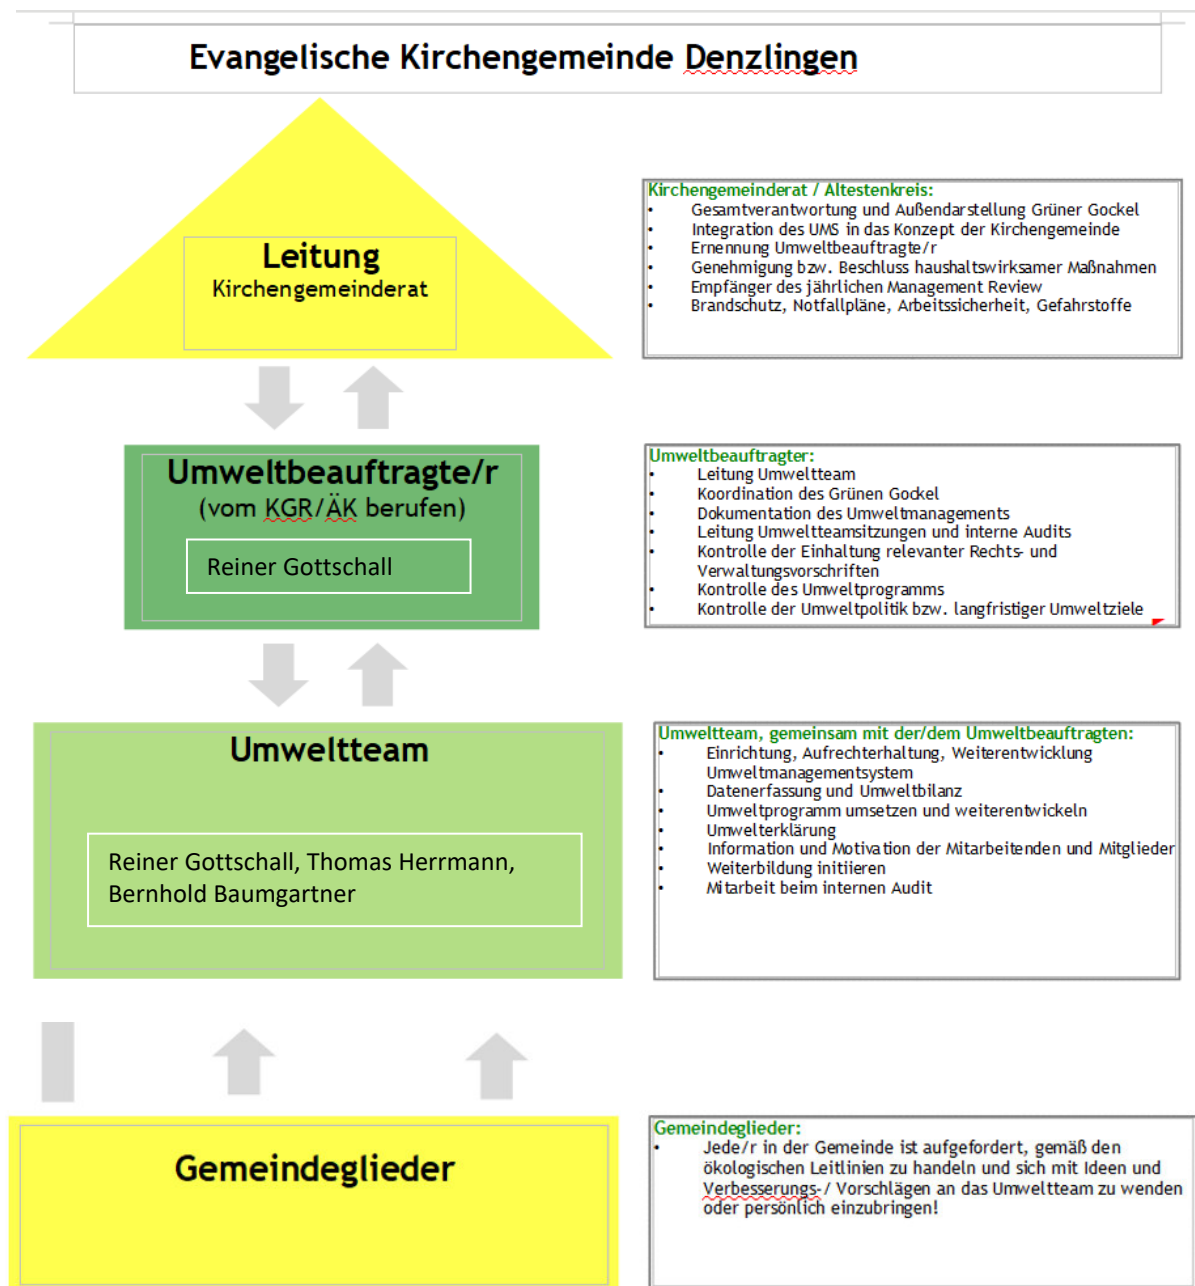 Evangelische Kirchengemeinde Denzlingen
Leitung
Kirchengemeinderat
Kirchengemeinderat / Altestenkreis:
• Gesamtverantwortung und Außendarstellung Grüner Gockel
• Integration des UMS in das Konzept der Kirchengemeinde
• Ernennung Umweltbeauftragte/r
• Genehmigung bzw. Beschluss haushaltswirksamer Maßnahmen
• Empfänger des jährlichen Management Review
• Brandschutz, Notfallpläne, Arbeitssicherheit, Gefahrstoffe
Umweltbeauftragte/r
(vom KGR/ÄK berufen)
Reiner Gottschall
Umweltbeauftragter:
• Leitung Umweltteam
• Koordination des Grünen Gockel
• Dokumentation des Umweltmanagements
• Leitung Umweltteamsitzungen und interne Audits
• Kontrolle der Einhaltung relevanter Rechts- und
Verwaltungsvorschriften
• Kontrolle des Umweltprogramms
• Kontrolle der Umweltpolitik bzw. langfristiger Umweltziele
Umweltteam
Reiner Gottschall, Thomas Herrmann,
Bernhold Baumgartner
Umweltteam, gemeinsam mit der/dem Umweltbeauftragten:
• Einrichtung, Aufrechterhaltung, Weiterentwicklung
Umweltmanagementsystem
• Datenerfassung und Umweltbilanz
• Umweltprogramm umsetzen und weiterentwickeln
• Umwelterklärung
• Information und Motivation der Mitarbeitenden und Mitglieder
• Weiterbildung initiieren
• Mitarbeit beim internen Audit
Gemeindeglieder
Gemeindeglieder:
• Jede/r in der Gemeinde ist aufgefordert, gemäß den
ökologischen Leitlinien zu handeln und sich mit Ideen und
Verbesserungs-/ Vorschlägen an das Umweltteam zu wenden
oder persönlich einzubringen!